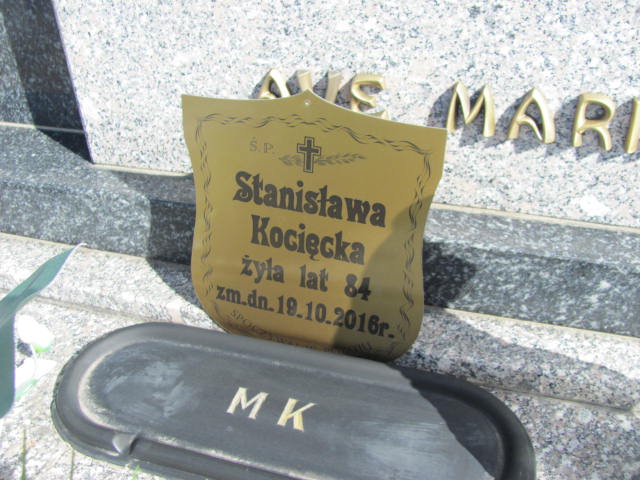 AVE MARI
Ś.P.
Stanisława
Kocięcka
żyła lat 84
zm.dn.19.10.2016r.
MK